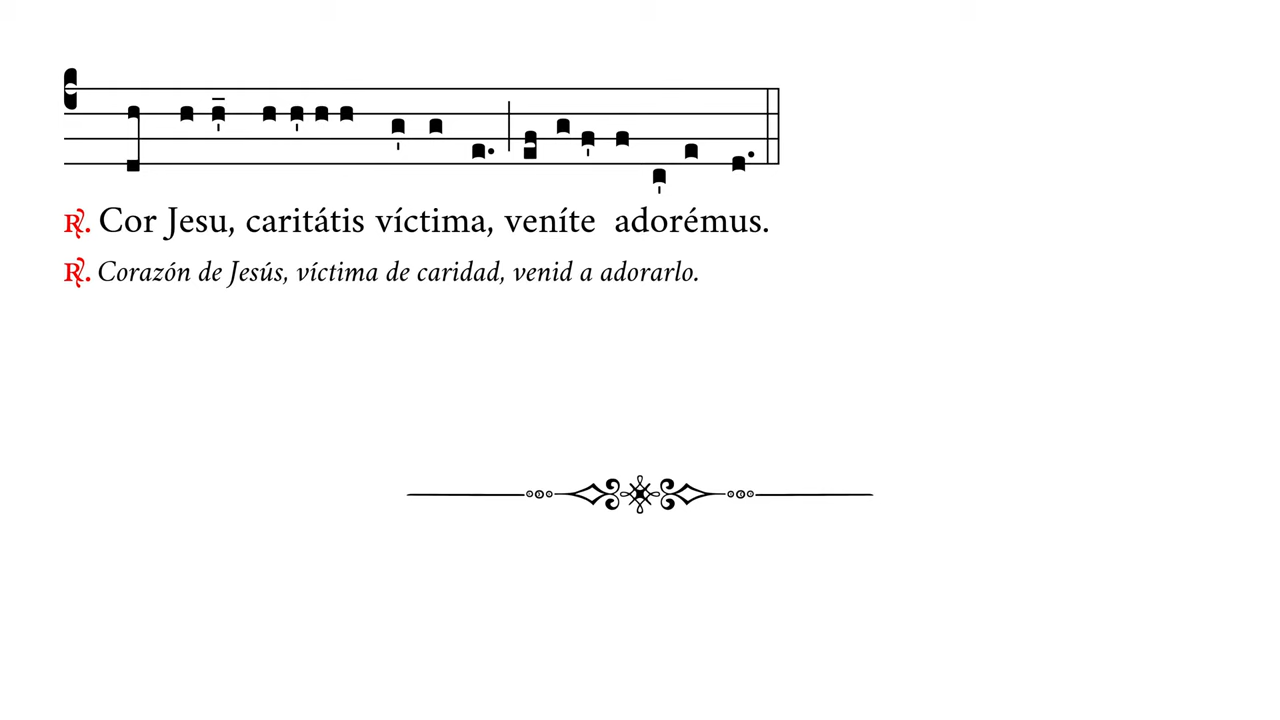 ℟. Cor Jesu, caritátis víctima, veníte adorémus.
℟. Corazón de Jesús, víctima de caridad, venid a adorarlo.